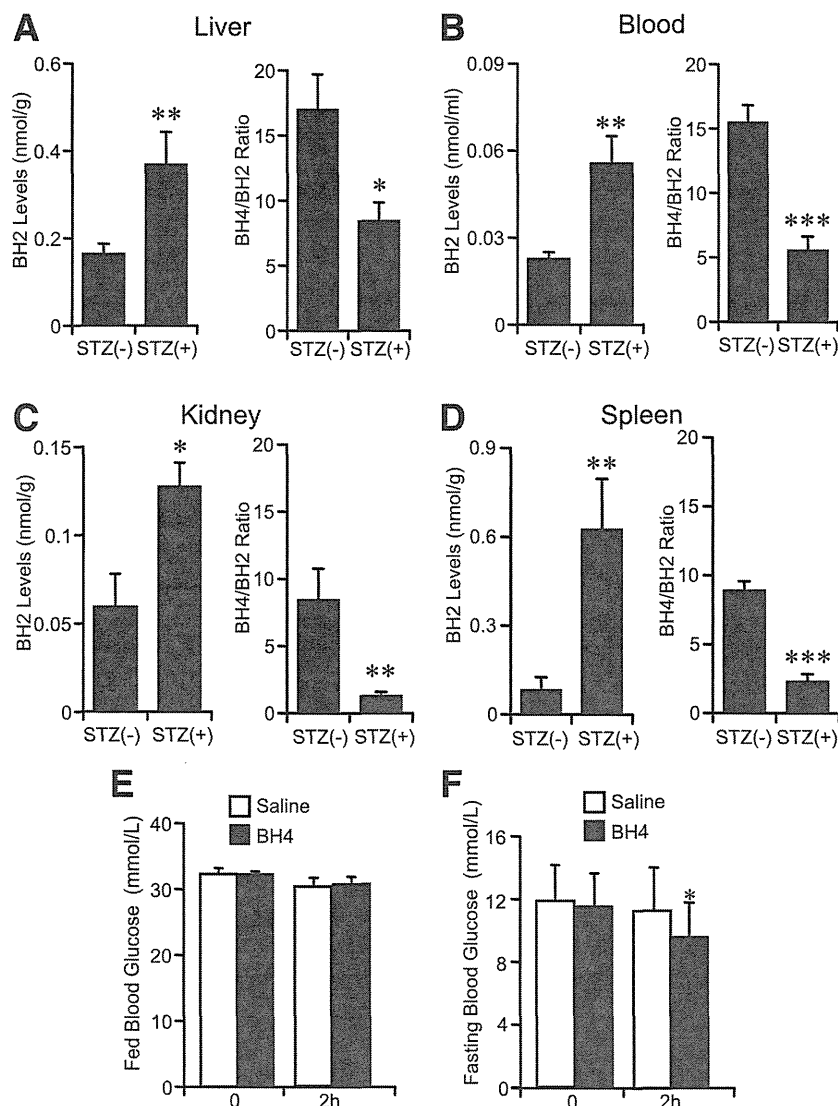 A Liver
B Blood
BH2 Levels (nmol/g)
0.6
0.4
0.2
0
STZ(-) STZ(+)
**
BH4/BH2 Ratio
20
15
10
5
0
STZ(-) STZ(+)
*
BH2 Levels (nmol/ml)
0.09
0.06
0.03
0
STZ(-) STZ(+)
**
BH4/BH2 Ratio
20
15
10
5
0
STZ(-) STZ(+)
***
C Kidney
D Spleen
BH2 Levels (nmol/g)
0.15
0.10
0.05
0
STZ(-) STZ(+)
*
BH4/BH2 Ratio
20
15
10
5
0
STZ(-) STZ(+)
**
BH2 Levels (nmol/g)
0.9
0.6
0.3
0
STZ(-) STZ(+)
**
BH4/BH2 Ratio
20
15
10
5
0
STZ(-) STZ(+)
***
E
Saline
BH4
Fed Blood Glucose (mmol/L)
40
30
30
10
0
0 2h
F
Saline
BH4
Fasting Blood Glucose (mmol/L)
16
12
12
4
0
*
0 2h